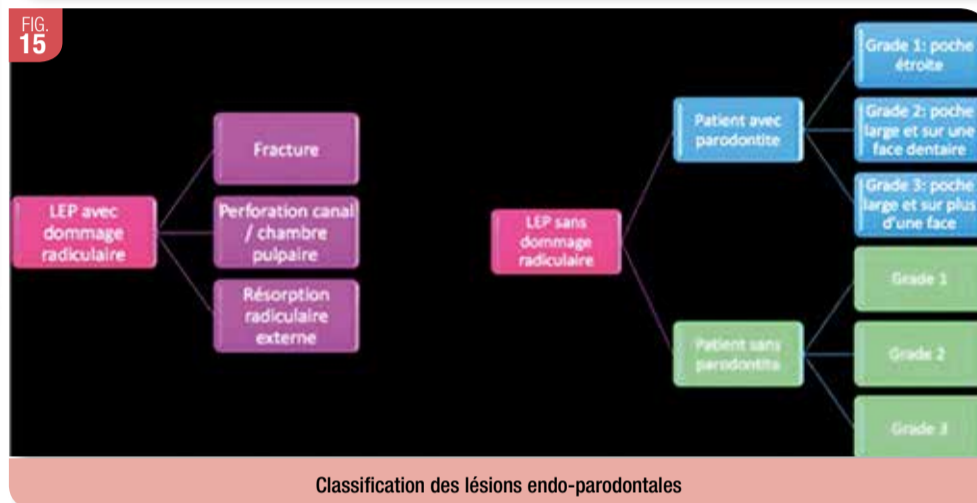 FIG.
15
LEP avec
dommage
radiculaire
Fracture
Perforation canal
/ chambre
pulpaire
Résorption
radiculaire
externe
LEP sans
dommage
radiculaire
Patient avec
parodontite
Grade 1: poche
étroite
Grade 2: poche
large et sur une
face dentaire
Grade 3: poche
large et sur plus
d'une face
Patient sans
parodontite
Grade 1
Grade 2
Grade 3
Classification des lésions endo-parodontales